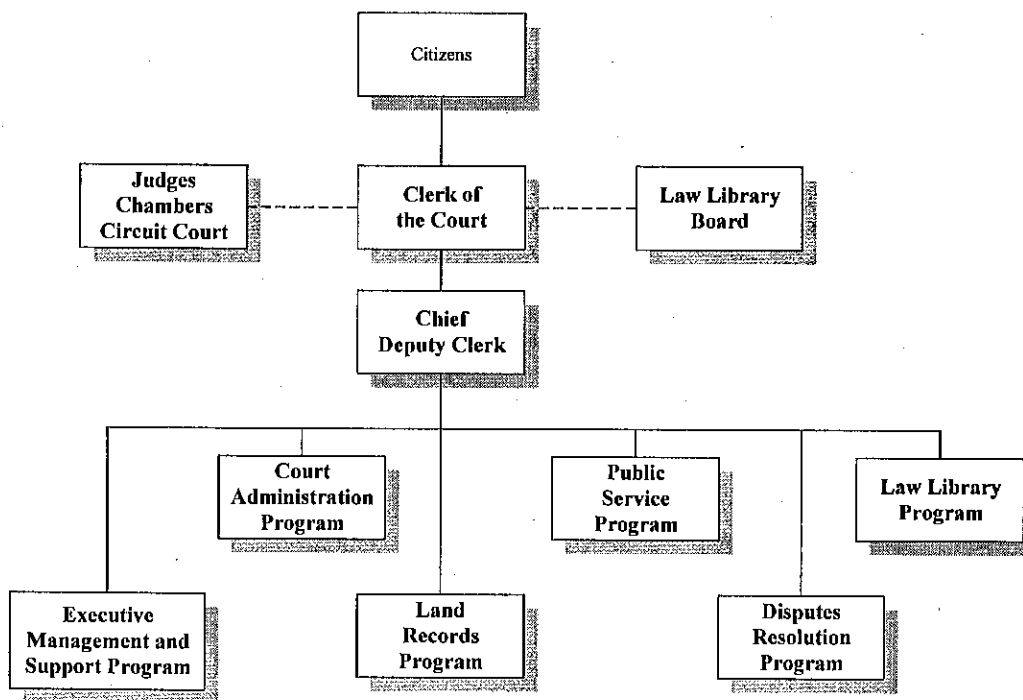 Citizens
Judges
Chambers
Circuit Court
Clerk of
the Court
Law Library
Board
Chief
Deputy Clerk
Court
Administration
Program
Public
Service
Program
Law Library
Program
Executive
Management and
Support Program
Land
Records
Program
Disputes
Resolution
Program